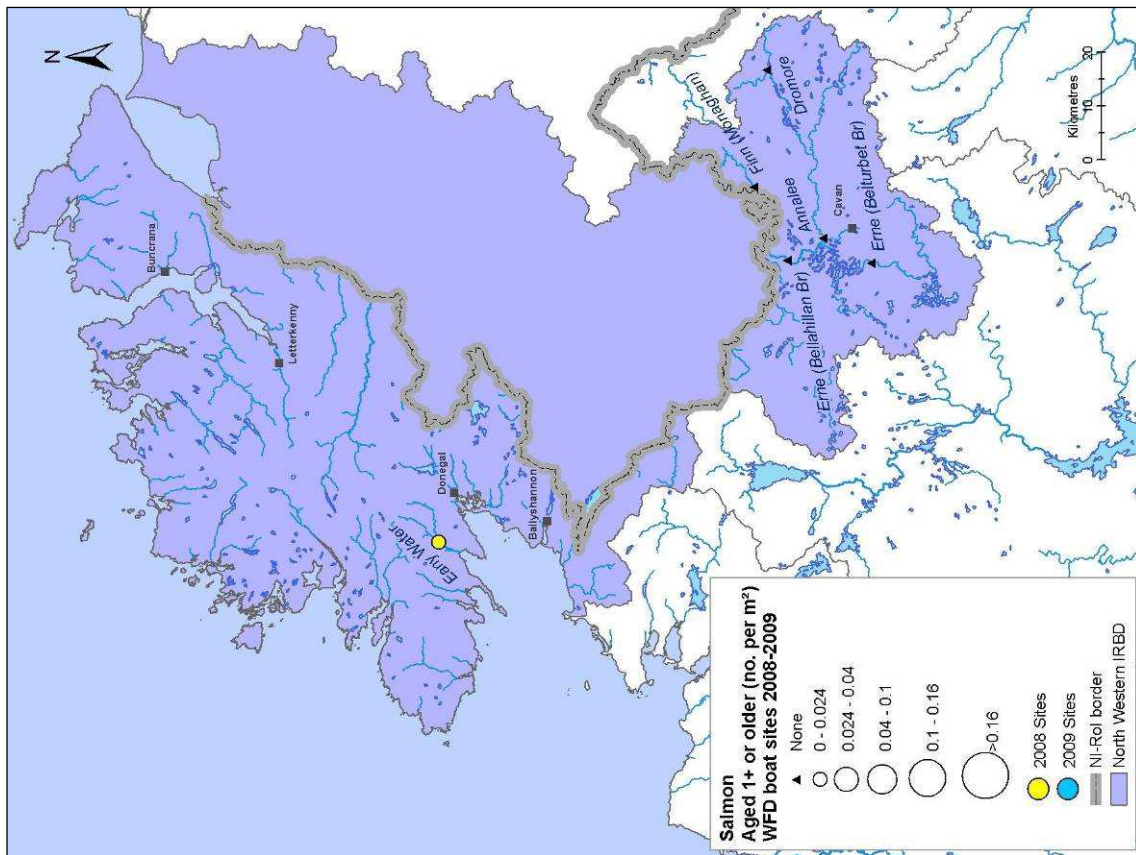 N
Buncrana
Letterkenny
Eany Water
Donegal
Ballyshannon
Finn (Monaghan)
Dromore
Annalee
Cavan
Erne (Belturbet Br)
Erne (Bellahillan Br)
Kilometres
0 10 20
Salmon
Aged 1+ or older (no. per m²)
WFD boat sites 2008-2009
None
0 - 0.024
0.024 - 0.04
0.04 - 0.1
0.1 - 0.16
>0.16
2008 Sites
2009 Sites
NI-RoI border
North Western IRBD